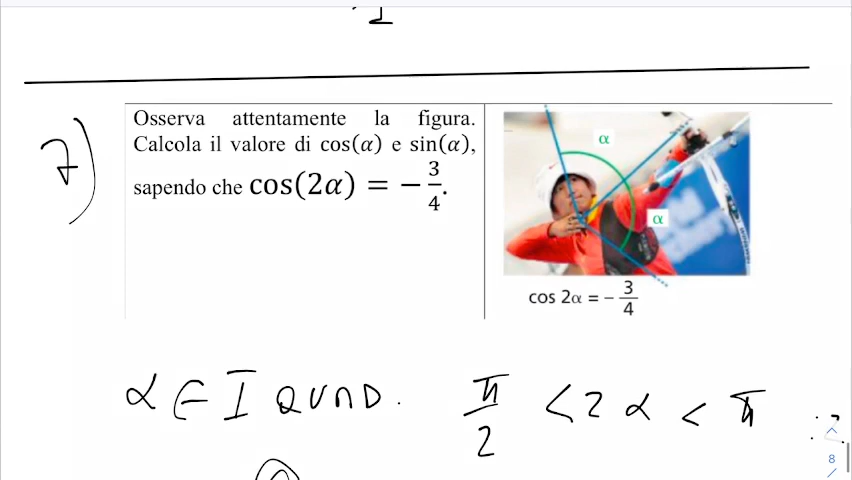 7)
Osserva attentamente la figura.
Calcola il valore di cos(α) e sin(α),
sapendo che cos(2α) = −3/4.
α
α
cos 2α = − 3/4
α ∈ I QUAD. π/2 < 2α < π
8